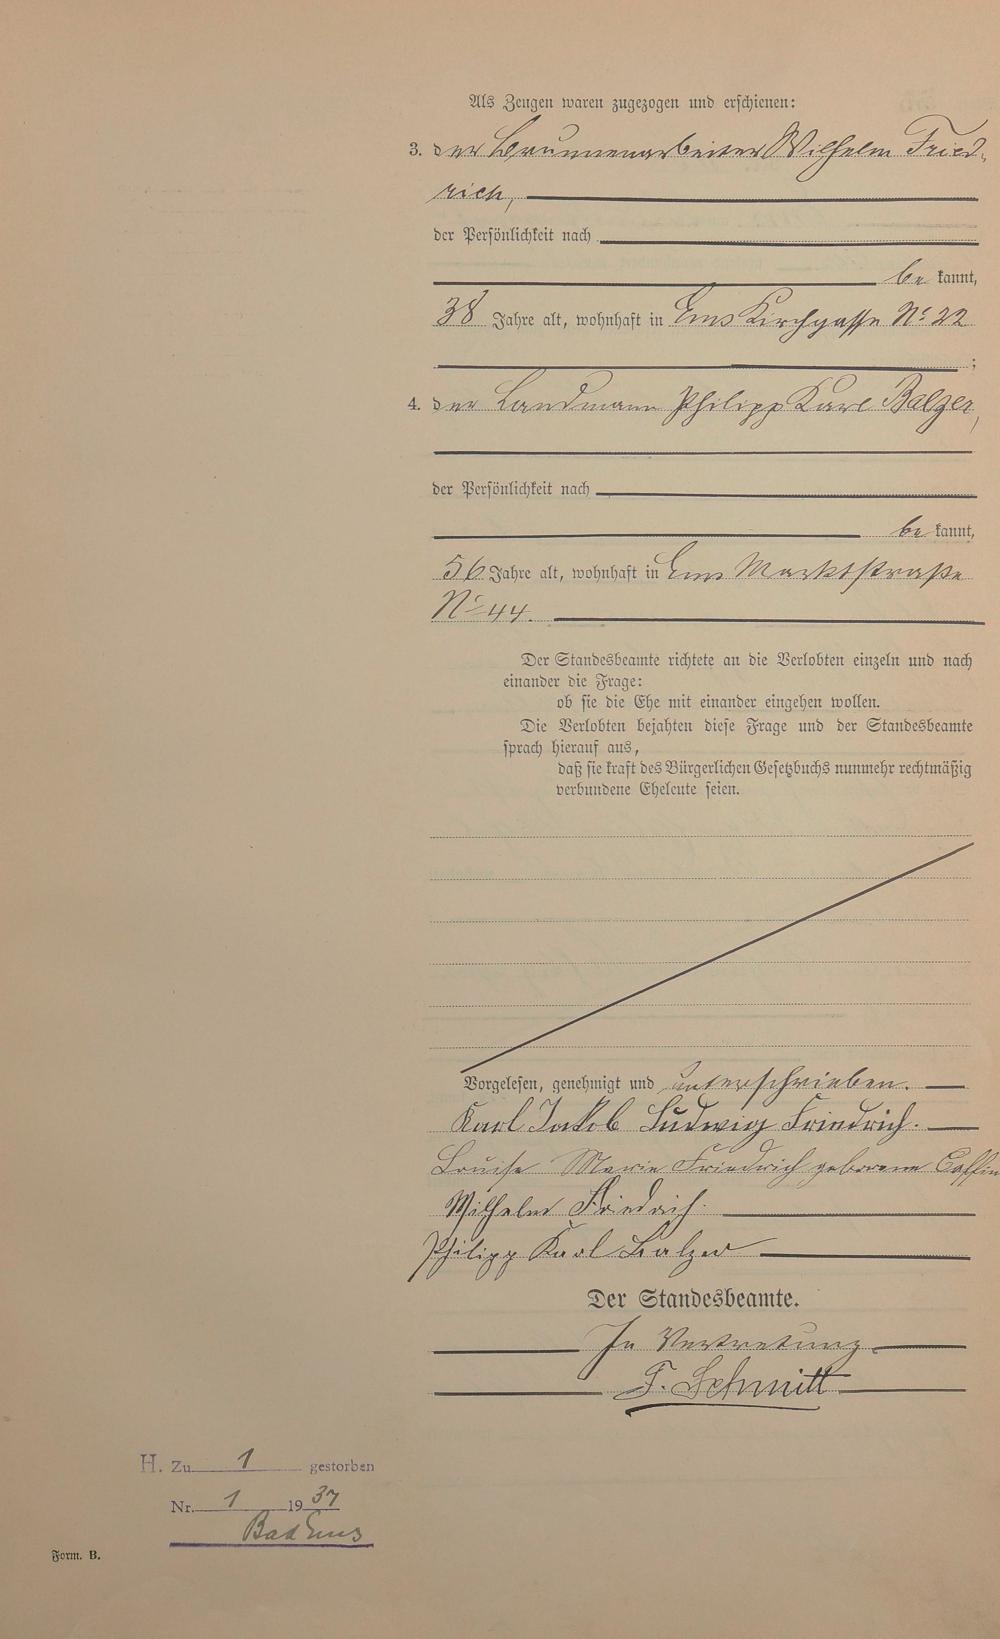 Als Zeugen waren zugezogen und erschienen:
3. der Brunnenarbeiter Wilhelm Fried-
rich,
der Persönlichkeit nach
be kannt,
38 Jahre alt, wohnhaft in Ems Kirchgasse No 22
;
4. der Landmann Philipp Karl Balzer,
der Persönlichkeit nach
be kannt,
56 Jahre alt, wohnhaft in Ems Marktstraße
No 44.
Der Standesbeamte richtete an die Verlobten einzeln und nach
einander die Frage:
ob sie die Ehe mit einander eingehen wollen.
Die Verlobten bejahten diese Frage und der Standesbeamte
sprach hierauf aus,
daß sie kraft des Bürgerlichen Gesetzbuchs nunmehr rechtmäßig
verbundene Eheleute seien.
Vorgelesen, genehmigt und unterschrieben.
Karl Jakob Ludwig Friedrich.
Louise Marie Friedrich geborene
Wilhelm Friedrich.
Philipp Karl Balzer
Der Standesbeamte.
In Vertretung.
F. Schmitt
H. Zu 1 gestorben
Nr. 1 1937
Bad Ems
Form. B.